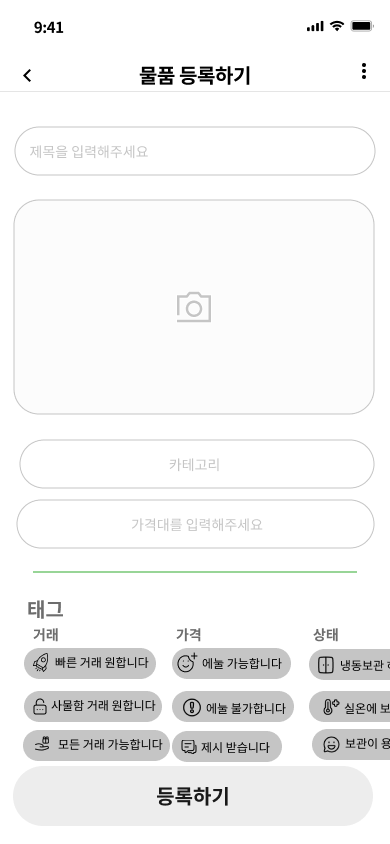 9:41
물품 등록하기
제목을 입력해주세요
카테고리
가격대를 입력해주세요
태그
거래 가격 상태
빠른 거래 원합니다 에눌 가능합니다 냉동보관
사물함 거래 원합니다 에눌 불가합니다 실온에
모든 거래 가능합니다 제시 받습니다 보관이
등록하기